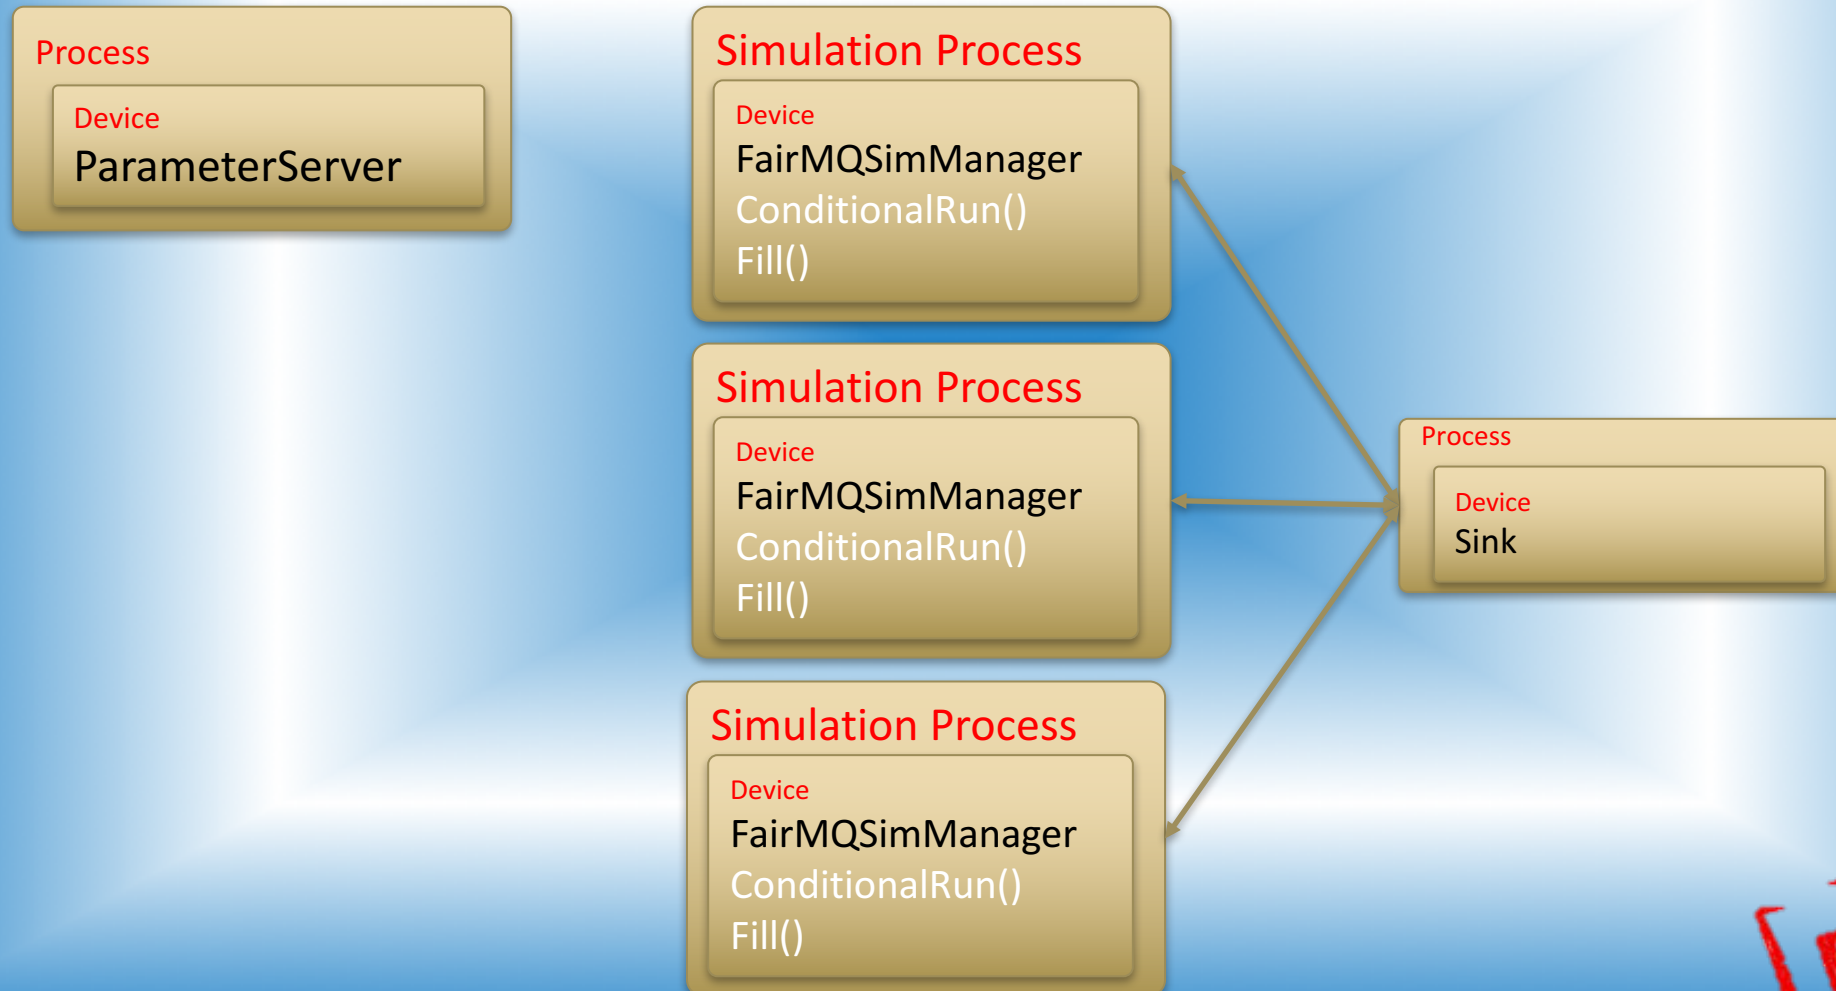 Process
Device
ParameterServer
Simulation Process
Device
FairMQSimManager
ConditionalRun()
Fill()
Simulation Process
Device
FairMQSimManager
ConditionalRun()
Fill()
Simulation Process
Device
FairMQSimManager
ConditionalRun()
Fill()
Process
Device
Sink